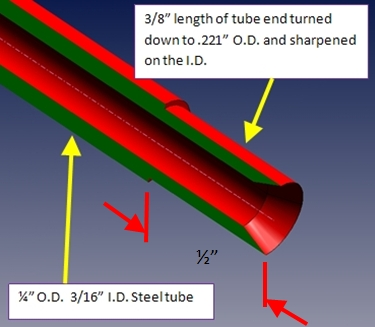 3/8” length of tube end turned
down to .221” O.D. and sharpened
on the I.D.
½”
¼” O.D.  3/16” I.D. Steel tube